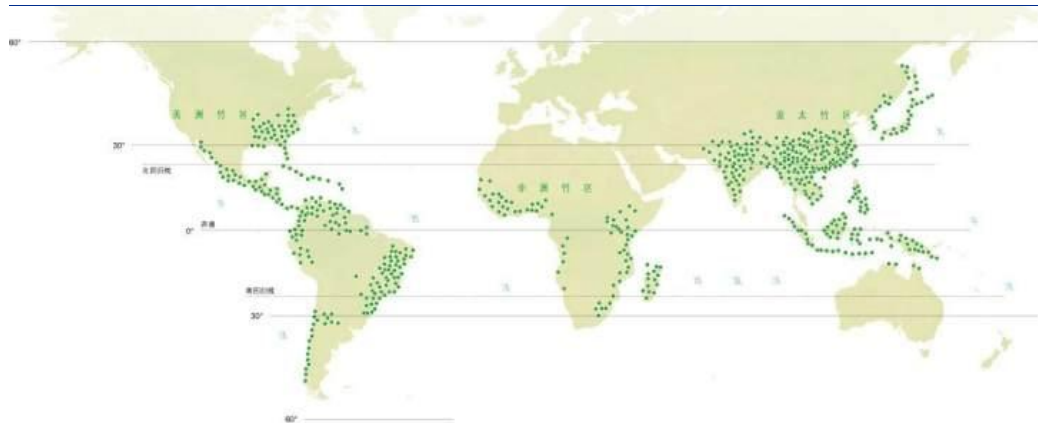 60°
美 洲 竹 区
亚 太 竹 区
30°
北回归线
非 洲 竹 区
赤道
0°
南回归线
30°
60°